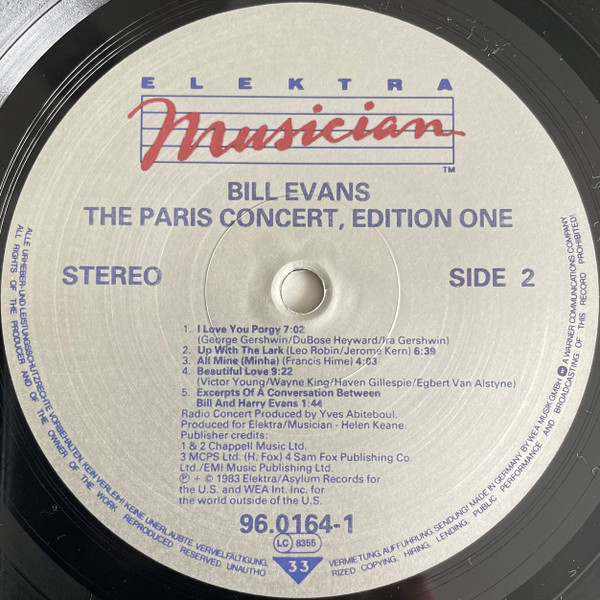 ELEKTRA
Musician
TM
BILL EVANS
THE PARIS CONCERT, EDITION ONE
STEREO
SIDE 2
1. I Love You Porgy 7:02
(George Gershwin/DuBose Heyward/Ira Gershwin)
2. Up With The Lark (Leo Robin/Jerome Kern) 6:39
3. All Mine (Minha) (Francis Hime) 4:03
4. Beautiful Love 9:22
(Victor Young/Wayne King/Haven Gillespie/Egbert Van Alstyne)
5. Excerpts Of A Conversation Between
Bill And Harry Evans 1:44
Radio Concert Produced by Yves Abiteboul.
Produced for Elektra/Musician - Helen Keane.
Publisher credits:
1 & 2 Chappell Music Ltd.
3 MCPS Ltd. (H. Fox) 4 Sam Fox Publishing Co.
Ltd./EMI Music Publishing Ltd.
℗ + © 1983 Elektra/Asylum Records for
the U.S. and WEA Int. Inc. for
the world outside of the U.S.
96.0164-1
LC 8355
33
ALLE URHEBER- UND LEISTUNGSSCHUTZRECHTE VORBEHALTEN. KEIN VERLEIH! KEINE UNERLAUBTE VERVIELFÄLTIGUNG,
VERMIETUNG, AUFFÜHRUNG, SENDUNG! MADE IN GERMANY BY WEA MUSIK GMBH A WARNER COMMUNICATIONS COMPANY
ALL RIGHTS OF THE PRODUCER AND OF THE OWNER OF THE WORK REPRODUCED RESERVED UNAUTHO
RIZED COPYING, HIRING, LENDING, PUBLIC PERFORMANCE AND BROADCASTING OF THIS RECORD PROHIBITED!